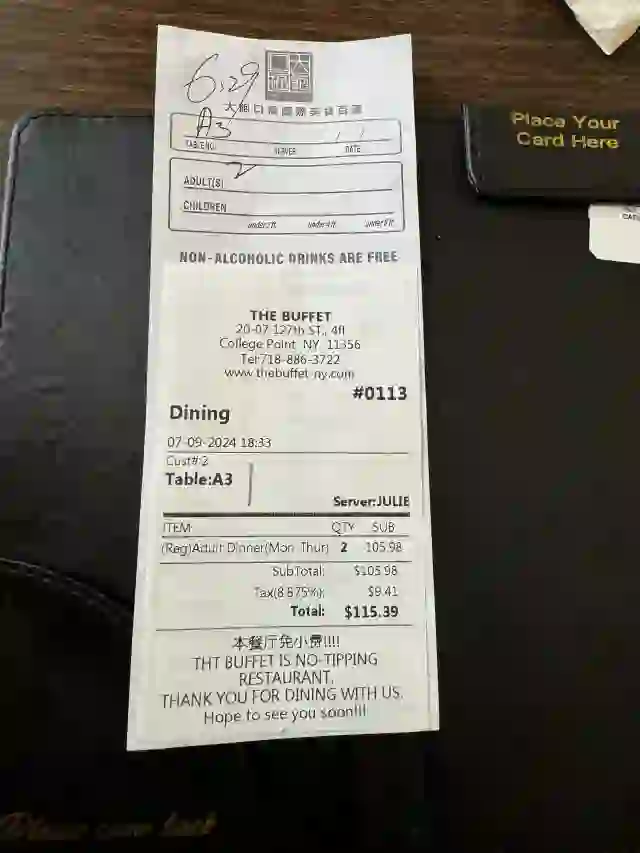 6:29
A3
TABLE NO. SERVER DATE
2
ADULT(S)
CHILDREN
NON-ALCOHOLIC DRINKS ARE FREE
THE BUFFET
20-07 127th ST., 4fl
College Point NY 11356
Tel:718-886-3722
www.thebuffet-ny.com
#0113
Dining
07-09-2024 18:33
Cust#:2
Table:A3
Server:JULIE
ITEM QTY SUB
(Reg)Adult Dinner(Mon Thur) 2 105.98
SubTotal: $105.98
Tax(8.875%): $9.41
Total: $115.39
本餐厅免小费!!!!
THT BUFFET IS NO-TIPPING
RESTAURANT,
THANK YOU FOR DINING WITH US.
Hope to see you soon!!!
Place Your
Card Here
Please come back